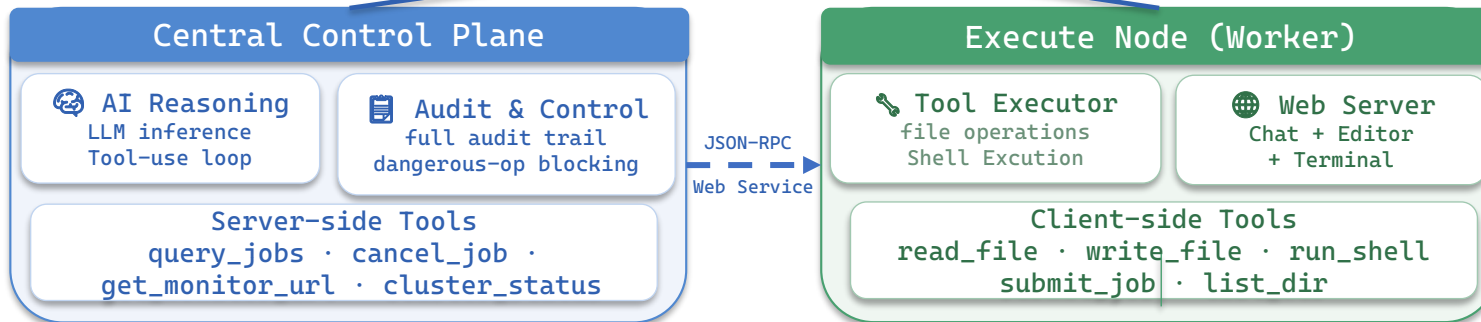 Central Control Plane
AI Reasoning
LLM inference
Tool-use loop
Audit & Control
full audit trail
dangerous-op blocking
Server-side Tools
query_jobs · cancel_job ·
get_monitor_url · cluster_status
JSON-RPC
Web Service
Execute Node (Worker)
Tool Executor
file operations
Shell Excution
Web Server
Chat + Editor
+ Terminal
Client-side Tools
read_file · write_file · run_shell
submit_job · list_dir